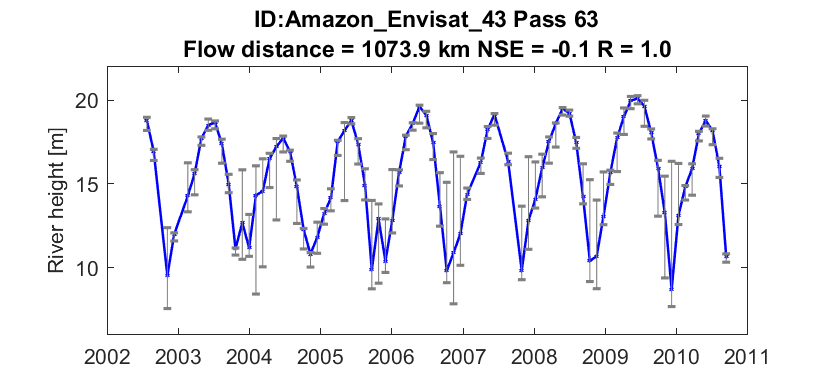 ID:Amazon_Envisat_43 Pass 63
Flow distance = 1073.9 km NSE = -0.1 R = 1.0
River height [m]
20
15
10
2002 2003 2004 2005 2006 2007 2008 2009 2010 2011